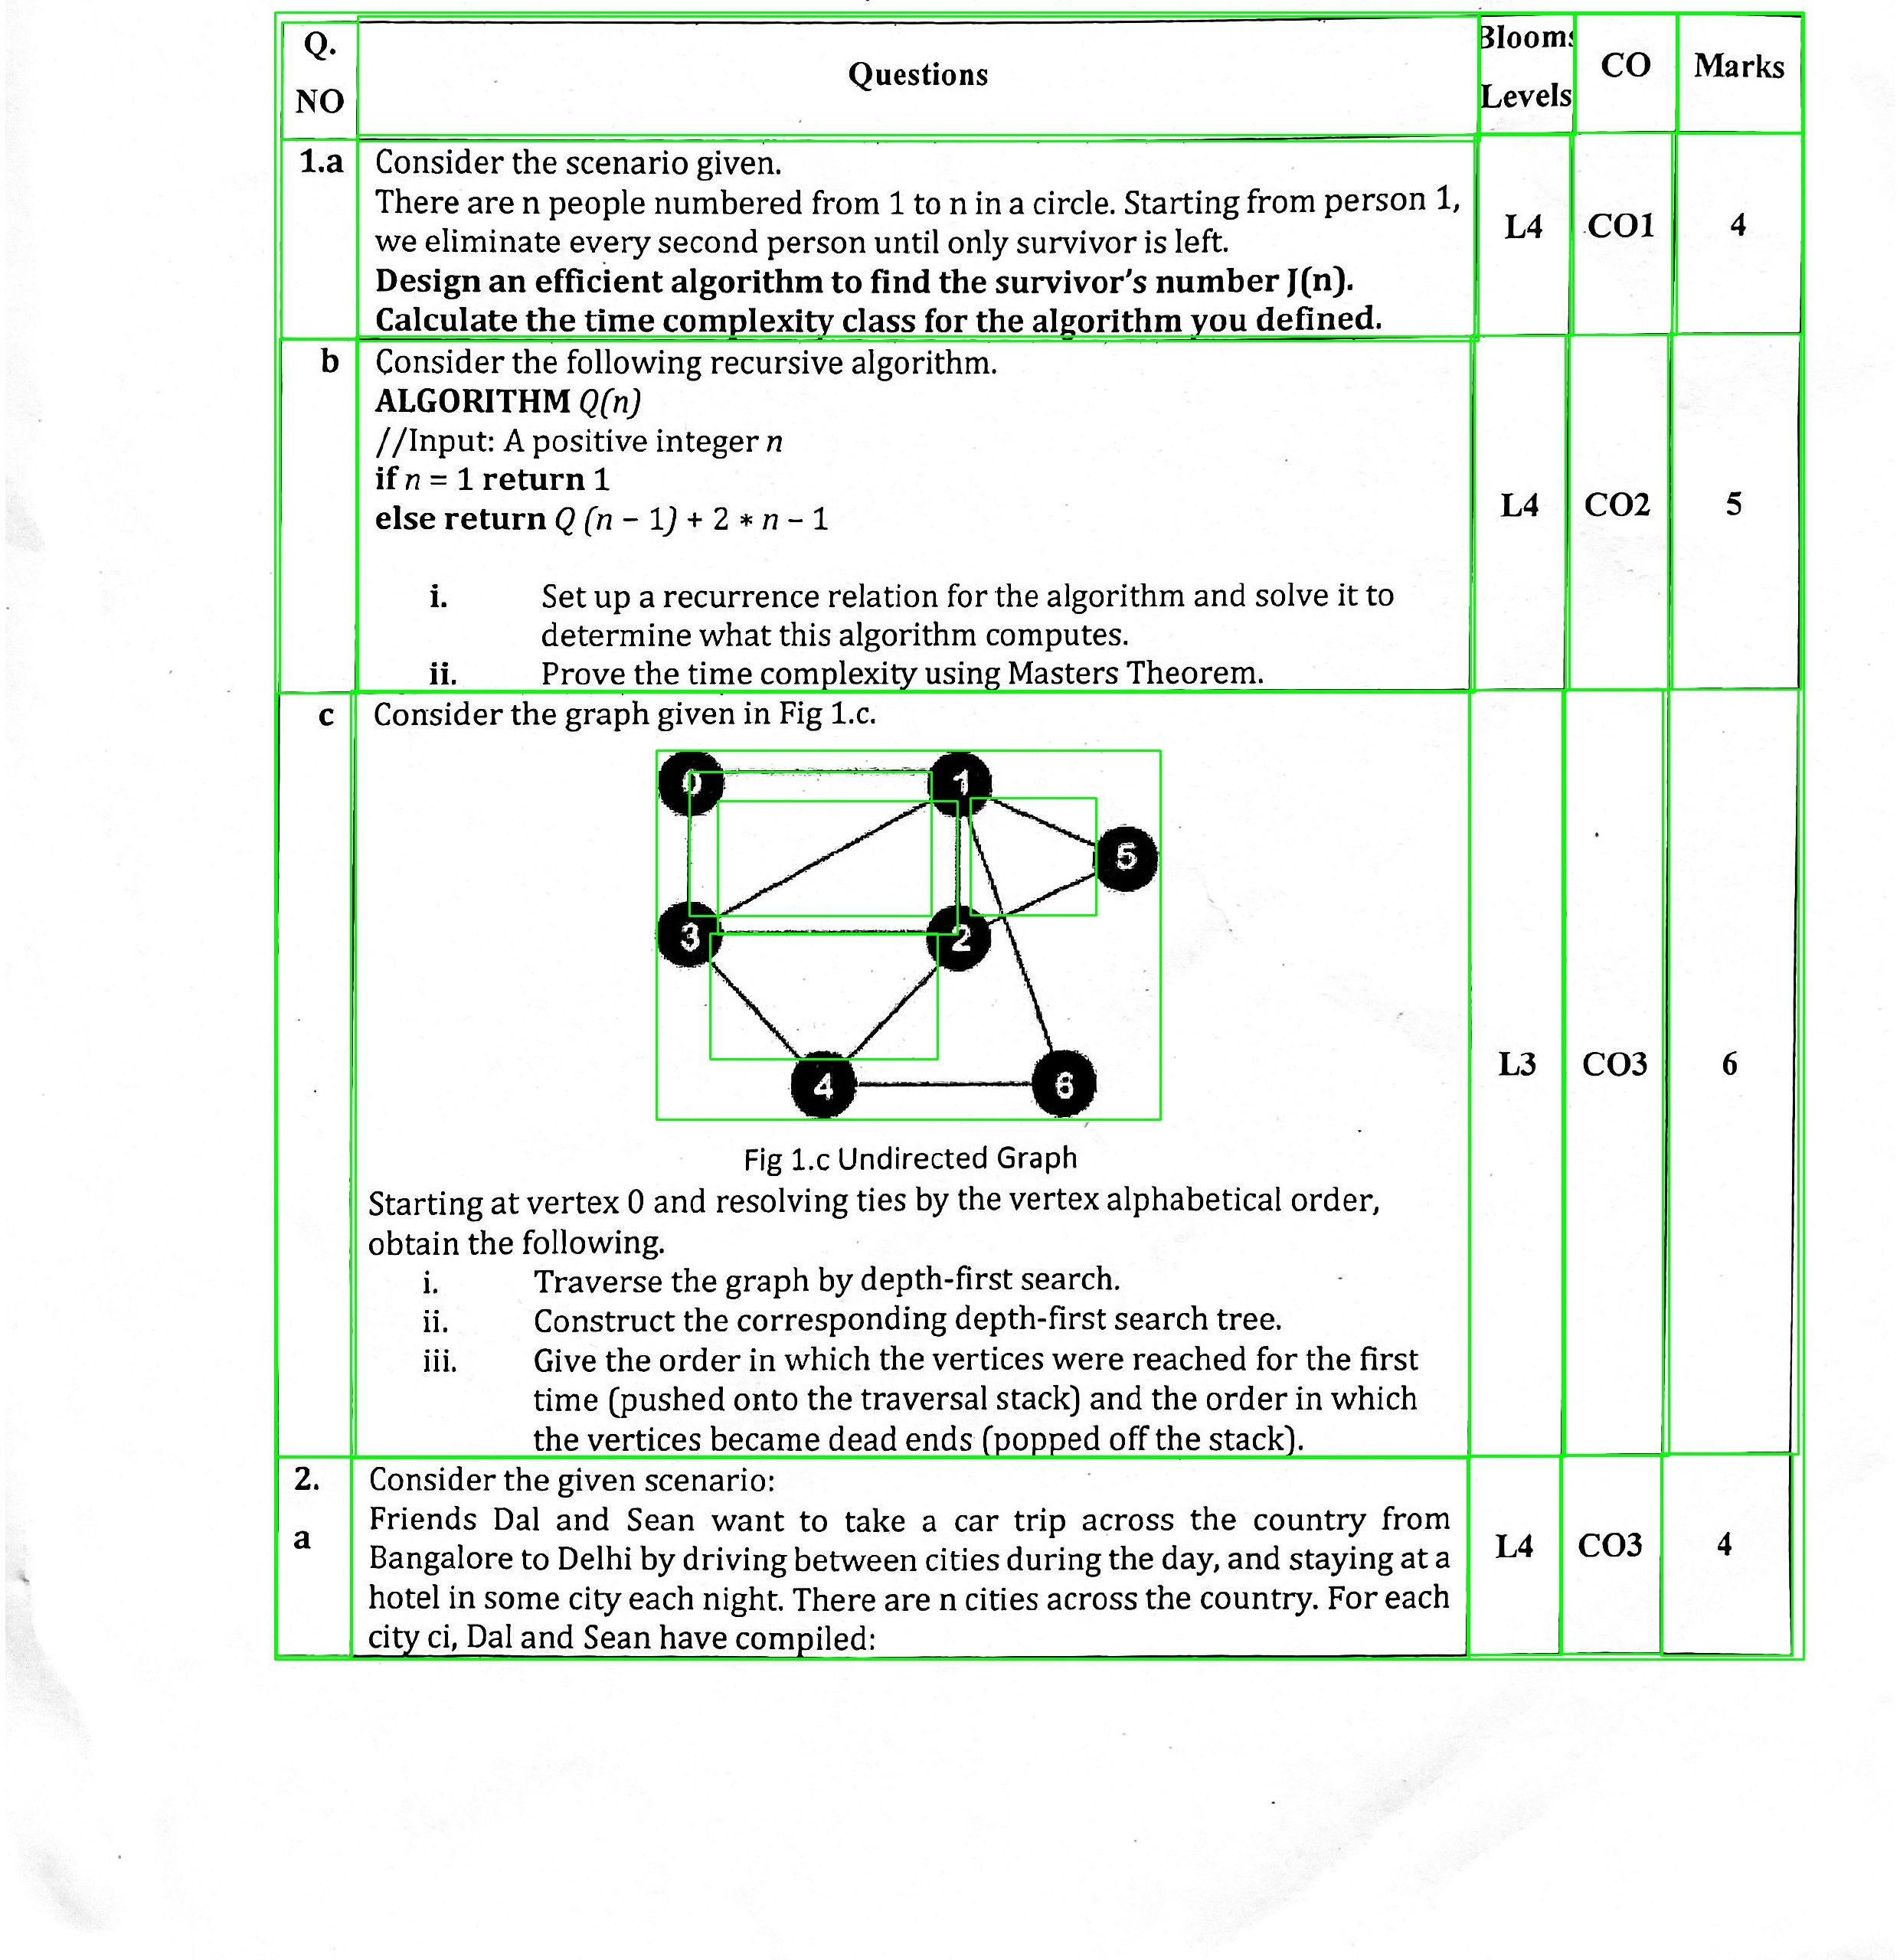 Q.
NO
Questions
Blooms
Levels
CO
Marks
1.a
Consider the scenario given.
There are n people numbered from 1 to n in a circle. Starting from person 1,
we eliminate every second person until only survivor is left.
Design an efficient algorithm to find the survivor's number J(n).
Calculate the time complexity class for the algorithm you defined.
L4
CO1
4
b
Consider the following recursive algorithm.
ALGORITHM Q(n)
//Input: A positive integer n
if n = 1 return 1
else return Q (n – 1) + 2 * n – 1
i. Set up a recurrence relation for the algorithm and solve it to
determine what this algorithm computes.
ii. Prove the time complexity using Masters Theorem.
L4
CO2
5
c
Consider the graph given in Fig 1.c.
0
1
5
3
2
4
6
Fig 1.c Undirected Graph
Starting at vertex 0 and resolving ties by the vertex alphabetical order,
obtain the following.
i. Traverse the graph by depth-first search.
ii. Construct the corresponding depth-first search tree.
iii. Give the order in which the vertices were reached for the first
time (pushed onto the traversal stack) and the order in which
the vertices became dead ends (popped off the stack).
L3
CO3
6
2.
a
Consider the given scenario:
Friends Dal and Sean want to take a car trip across the country from
Bangalore to Delhi by driving between cities during the day, and staying at a
hotel in some city each night. There are n cities across the country. For each
city ci, Dal and Sean have compiled:
L4
CO3
4